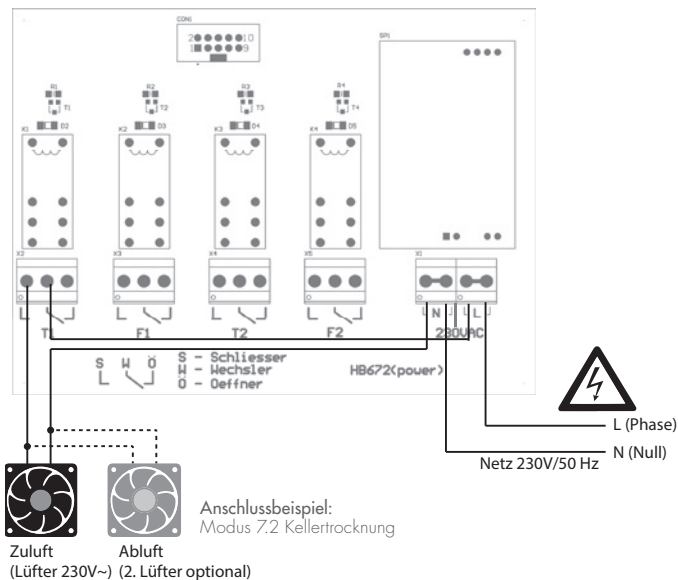 CON1
2 10
1 9
SP1
R1 R2 R3 R4
T1 T2 T3 T4
D2 D3 D4 D5
K1 K2 K3 K4
X2 X3 X4 X5 X1
N L
T1 F1 T2 F2 230VAC
S W Ö
S - Schliesser
W - Wechsler
Ö - Oeffner
HB672(power)
L (Phase)
N (Null)
Netz 230V/50 Hz
Anschlussbeispiel:
Modus 7.2 Kellertrocknung
Zuluft
(Lüfter 230V~)
Abluft
(2. Lüfter optional)